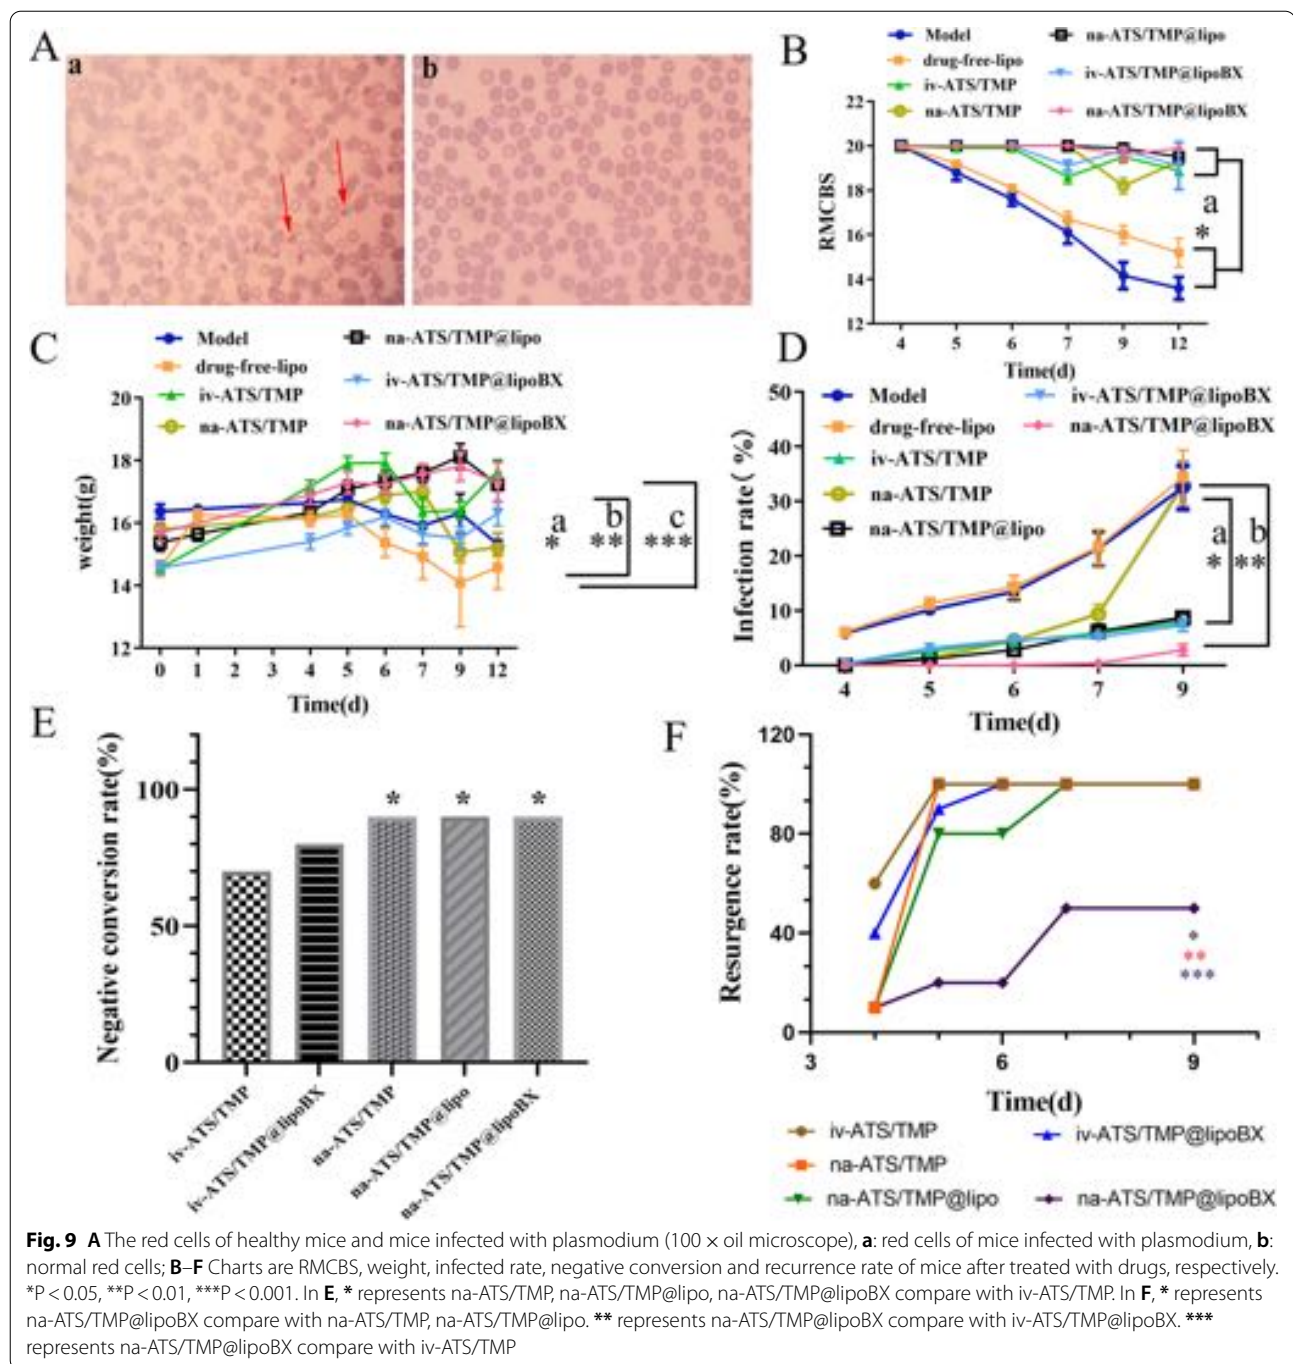 A
a
b
B
Model
drug-free-lipo
iv-ATS/TMP
na-ATS/TMP
na-ATS/TMP@lipo
iv-ATS/TMP@lipoBX
na-ATS/TMP@lipoBX
RMCBS
22
20
18
16
14
12
4 5 6 7 9 12
Time(d)
a
*
C
Model
drug-free-lipo
iv-ATS/TMP
na-ATS/TMP
na-ATS/TMP@lipo
iv-ATS/TMP@lipoBX
na-ATS/TMP@lipoBX
weight(g)
20
18
16
14
12
0 1 2 3 4 5 6 7 9 12
Time(d)
a
*
b
**
c
***
D
Model
drug-free-lipo
iv-ATS/TMP
na-ATS/TMP
na-ATS/TMP@lipo
iv-ATS/TMP@lipoBX
na-ATS/TMP@lipoBX
Infection rate( %)
50
40
30
20
10
0
4 5 6 7 9
Time(d)
a
*
b
**
E
Negative conversion rate(%)
100
50
0
* * *
iv-ATS/TMP
iv-ATS/TMP@lipoBX
na-ATS/TMP
na-ATS/TMP@lipo
na-ATS/TMP@lipoBX
F
Resurgence rate(%)
120
80
40
0
3 6 9
Time(d)
*
**
***
iv-ATS/TMP
iv-ATS/TMP@lipoBX
na-ATS/TMP
na-ATS/TMP@lipo
na-ATS/TMP@lipoBX
Fig. 9 A The red cells of healthy mice and mice infected with plasmodium (100 × oil microscope), a: red cells of mice infected with plasmodium, b:
normal red cells; B–F Charts are RMCBS, weight, infected rate, negative conversion and recurrence rate of mice after treated with drugs, respectively.
*P < 0.05, **P < 0.01, ***P < 0.001. In E, * represents na-ATS/TMP, na-ATS/TMP@lipo, na-ATS/TMP@lipoBX compare with iv-ATS/TMP. In F, * represents
na-ATS/TMP@lipoBX compare with na-ATS/TMP, na-ATS/TMP@lipo. ** represents na-ATS/TMP@lipoBX compare with iv-ATS/TMP@lipoBX. ***
represents na-ATS/TMP@lipoBX compare with iv-ATS/TMP